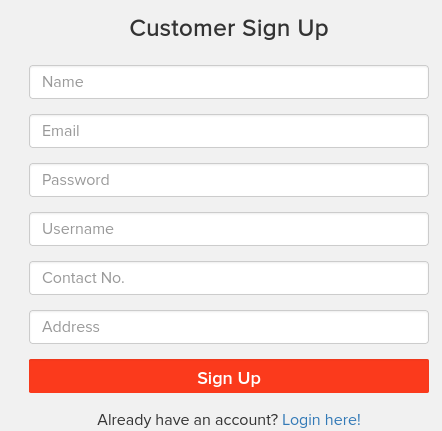 Customer Sign Up
Name
Email
Password
Username
Contact No.
Address
Sign Up
Already have an account? Login here!